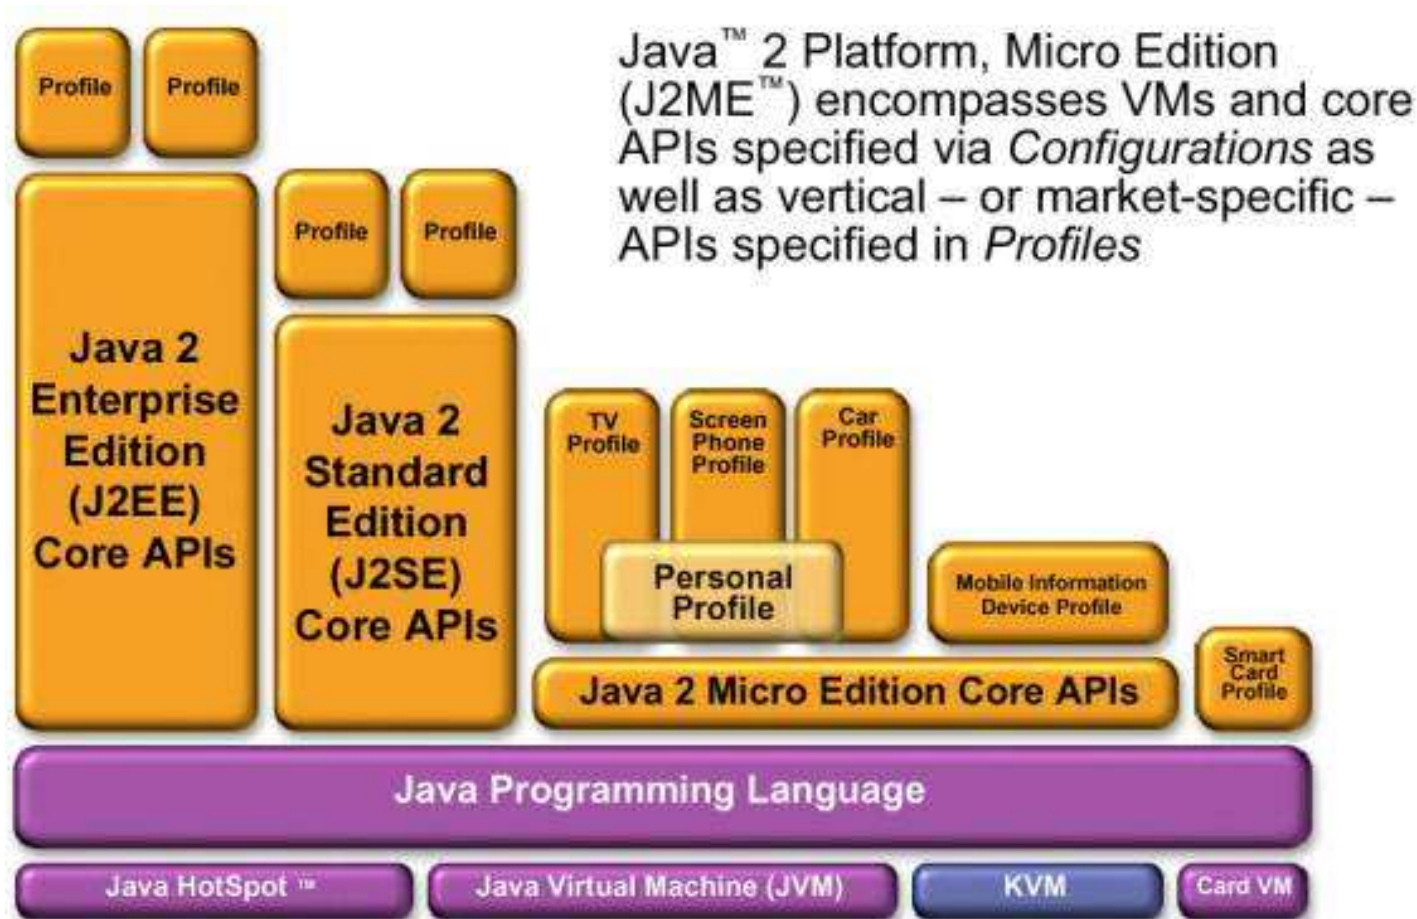 Java™ 2 Platform, Micro Edition
(J2ME™) encompasses VMs and core
APIs specified via Configurations as
well as vertical – or market-specific –
APIs specified in Profiles
Profile
Profile
Java 2
Enterprise
Edition
(J2EE)
Core APIs
Profile
Profile
Java 2
Standard
Edition
(J2SE)
Core APIs
TV
Profile
Screen
Phone
Profile
Car
Profile
Personal
Profile
Mobile Information
Device Profile
Java 2 Micro Edition Core APIs
Smart
Card
Profile
Java Programming Language
Java HotSpot ™
Java Virtual Machine (JVM)
KVM
Card VM